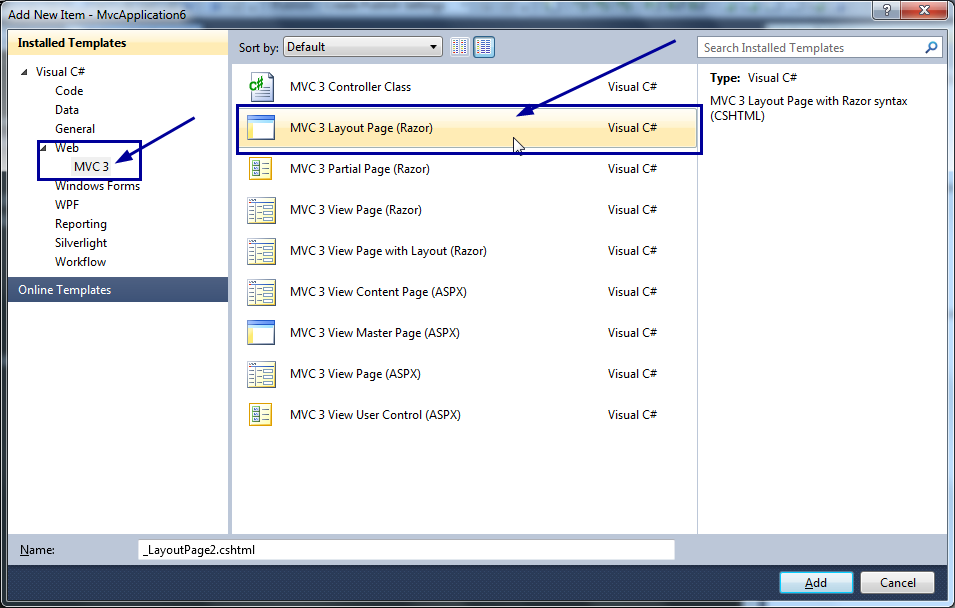 Add New Item - MvcApplication6
?
Installed Templates
Visual C#
Code
Data
General
Web
MVC 3
Windows Forms
WPF
Reporting
Silverlight
Workflow
Online Templates
Sort by: Default
MVC 3 Controller Class Visual C#
MVC 3 Layout Page (Razor) Visual C#
MVC 3 Partial Page (Razor) Visual C#
MVC 3 View Page (Razor) Visual C#
MVC 3 View Page with Layout (Razor) Visual C#
MVC 3 View Content Page (ASPX) Visual C#
MVC 3 View Master Page (ASPX) Visual C#
MVC 3 View Page (ASPX) Visual C#
MVC 3 View User Control (ASPX) Visual C#
Search Installed Templates
Type: Visual C#
MVC 3 Layout Page with Razor syntax
(CSHTML)
Name: _LayoutPage2.cshtml
Add Cancel